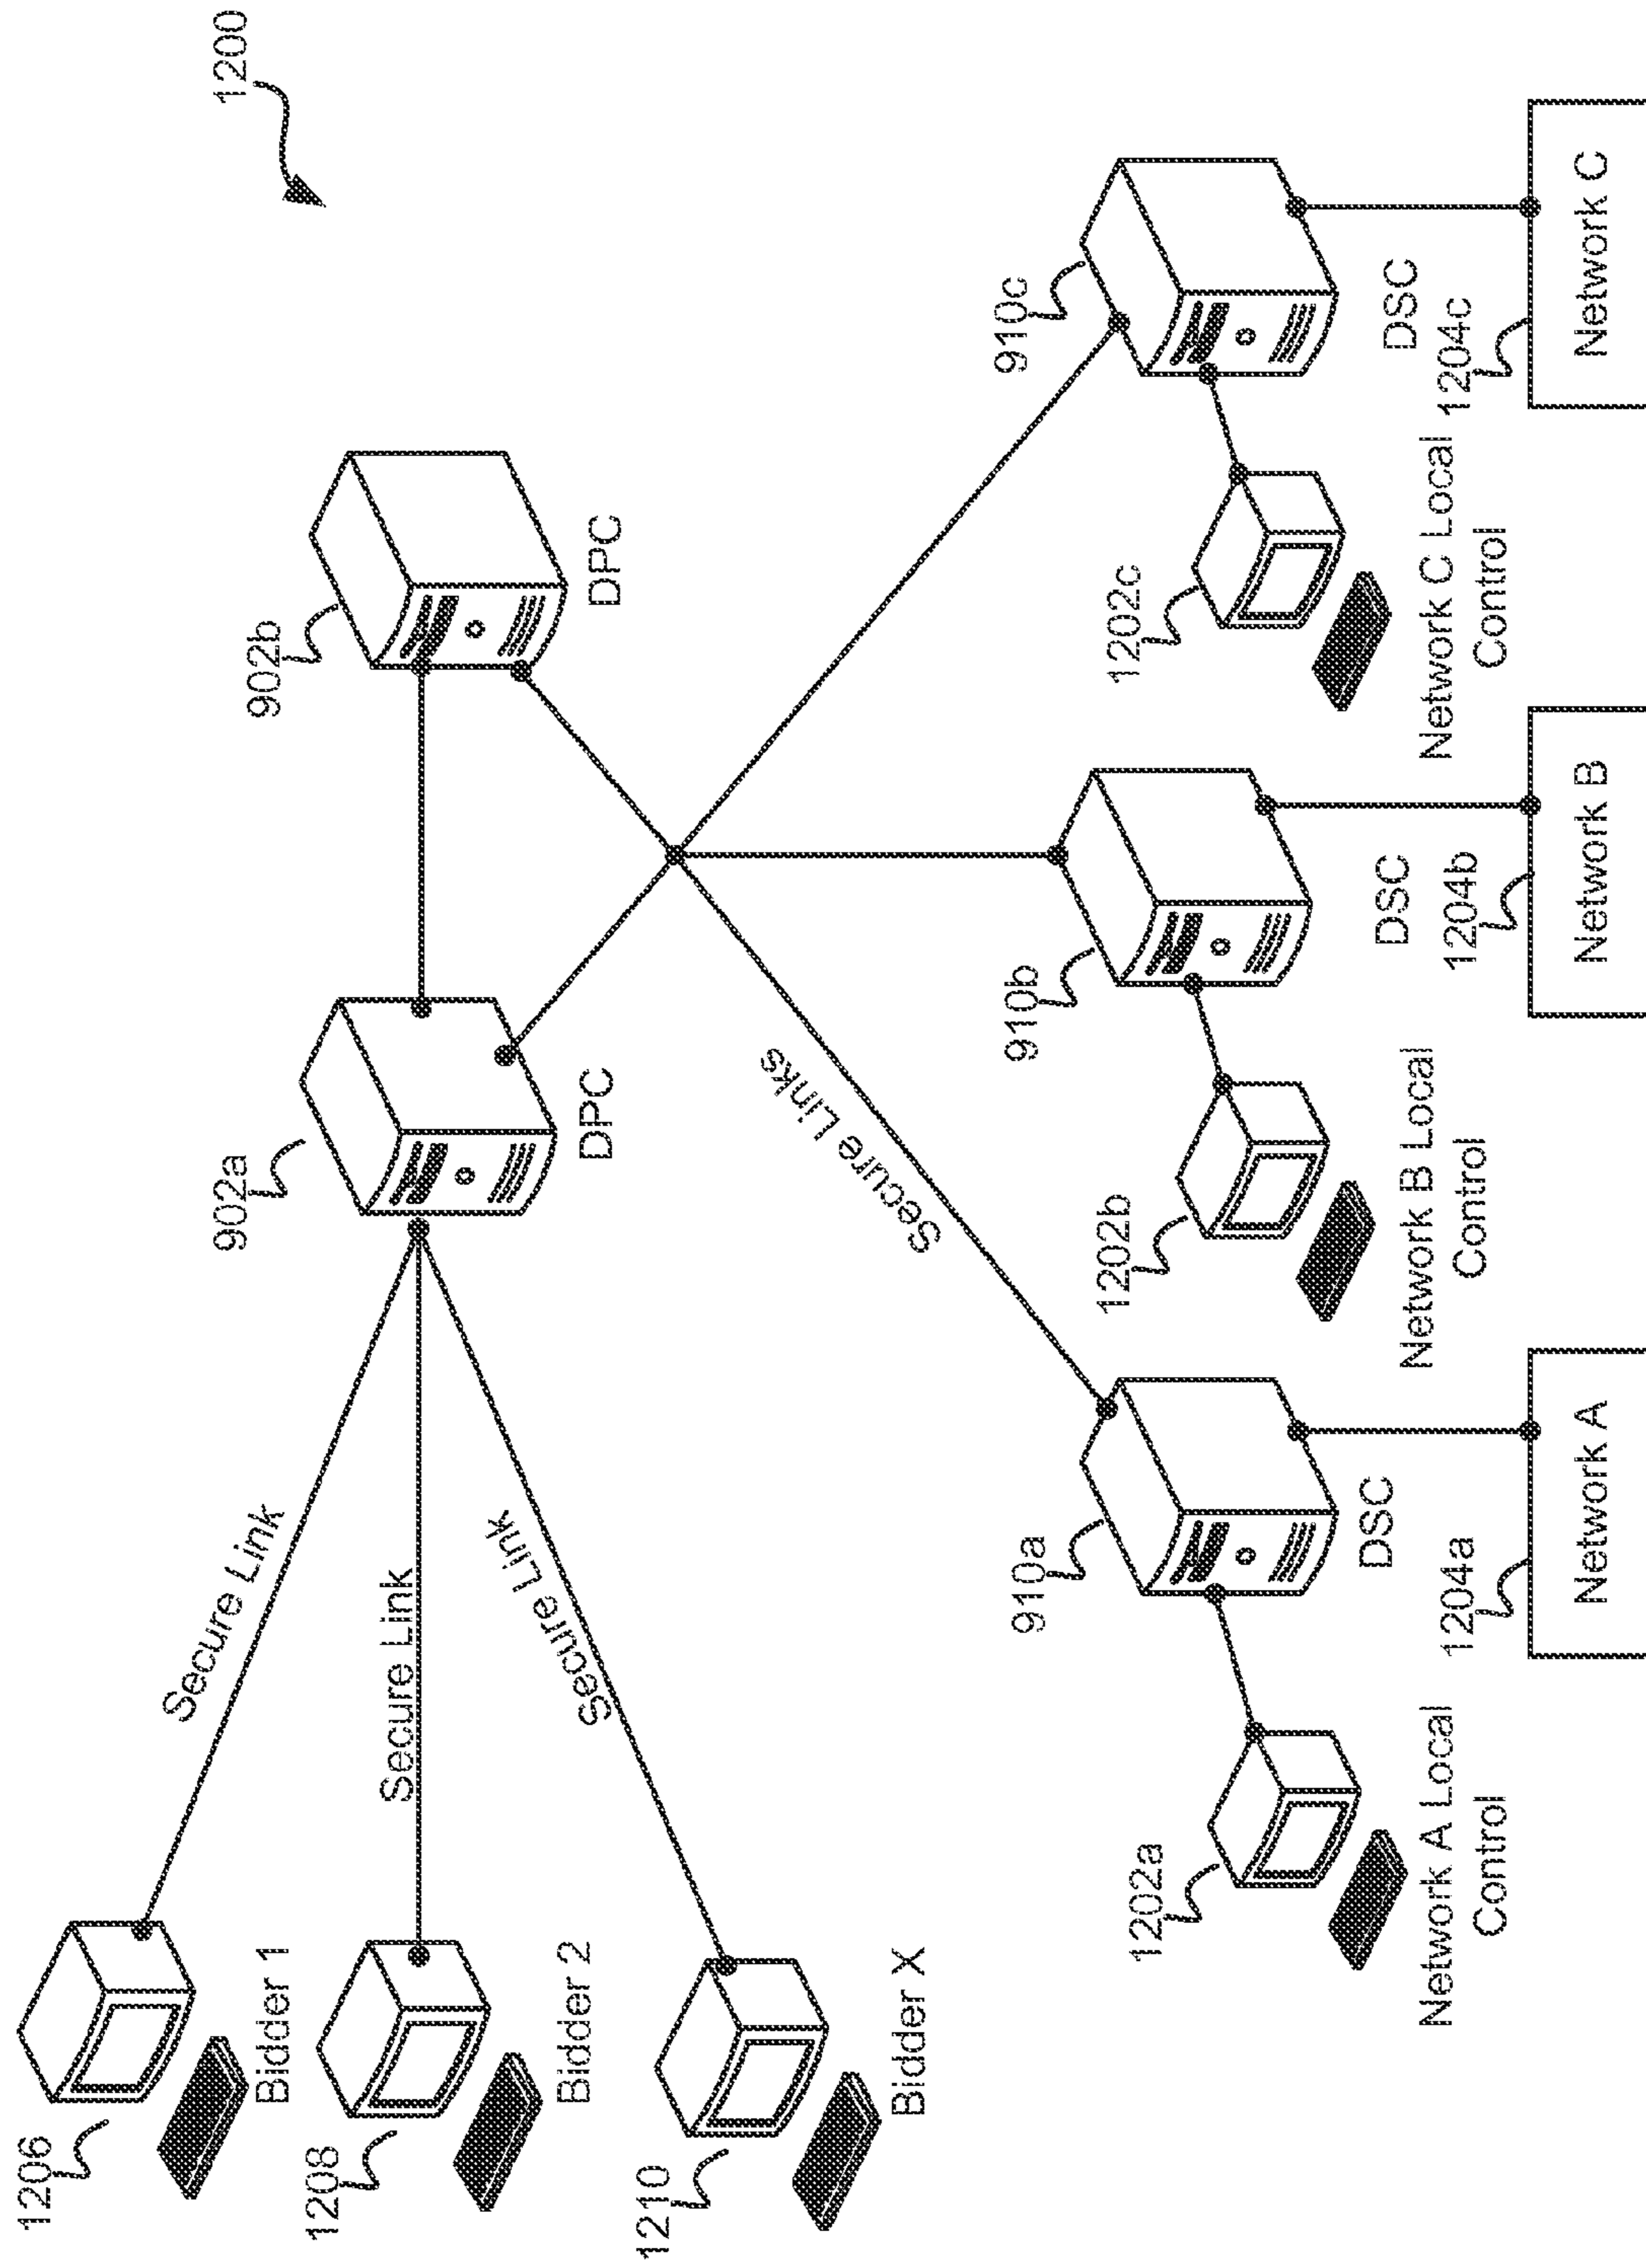 1200
1206
Bidder 1
Secure Link
902a
DPC
902b
DPC
1208
Bidder 2
Secure Link
1210
Bidder X
Secure Link
Secure Links
910a
DSC
1202a
Network A Local
Control
1204a
Network A
910b
DSC
1202b
Network B Local
Control
1204b
Network B
910c
DSC
1202c
Network C Local
Control
1204c
Network C